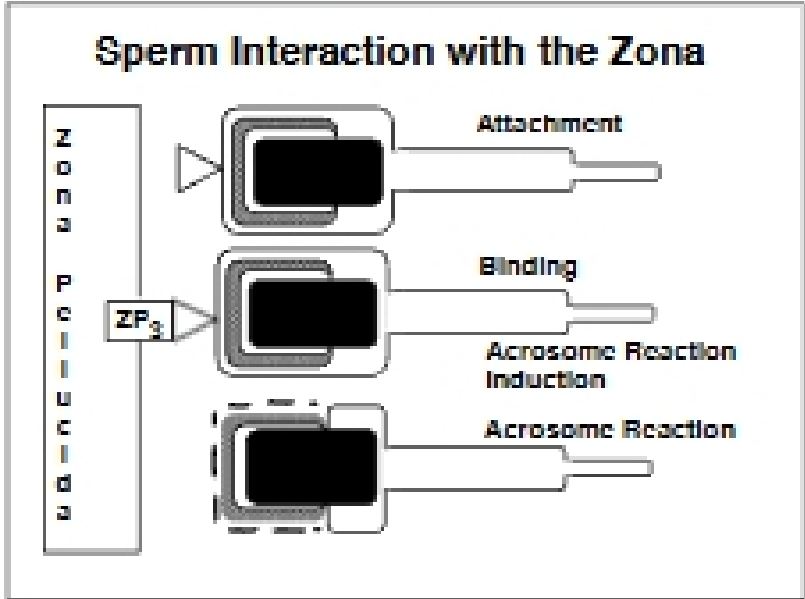 Sperm Interaction with the Zona
Zona Pellucida
Attachment
Binding
ZP3
Acrosome Reaction
Induction
Acrosome Reaction